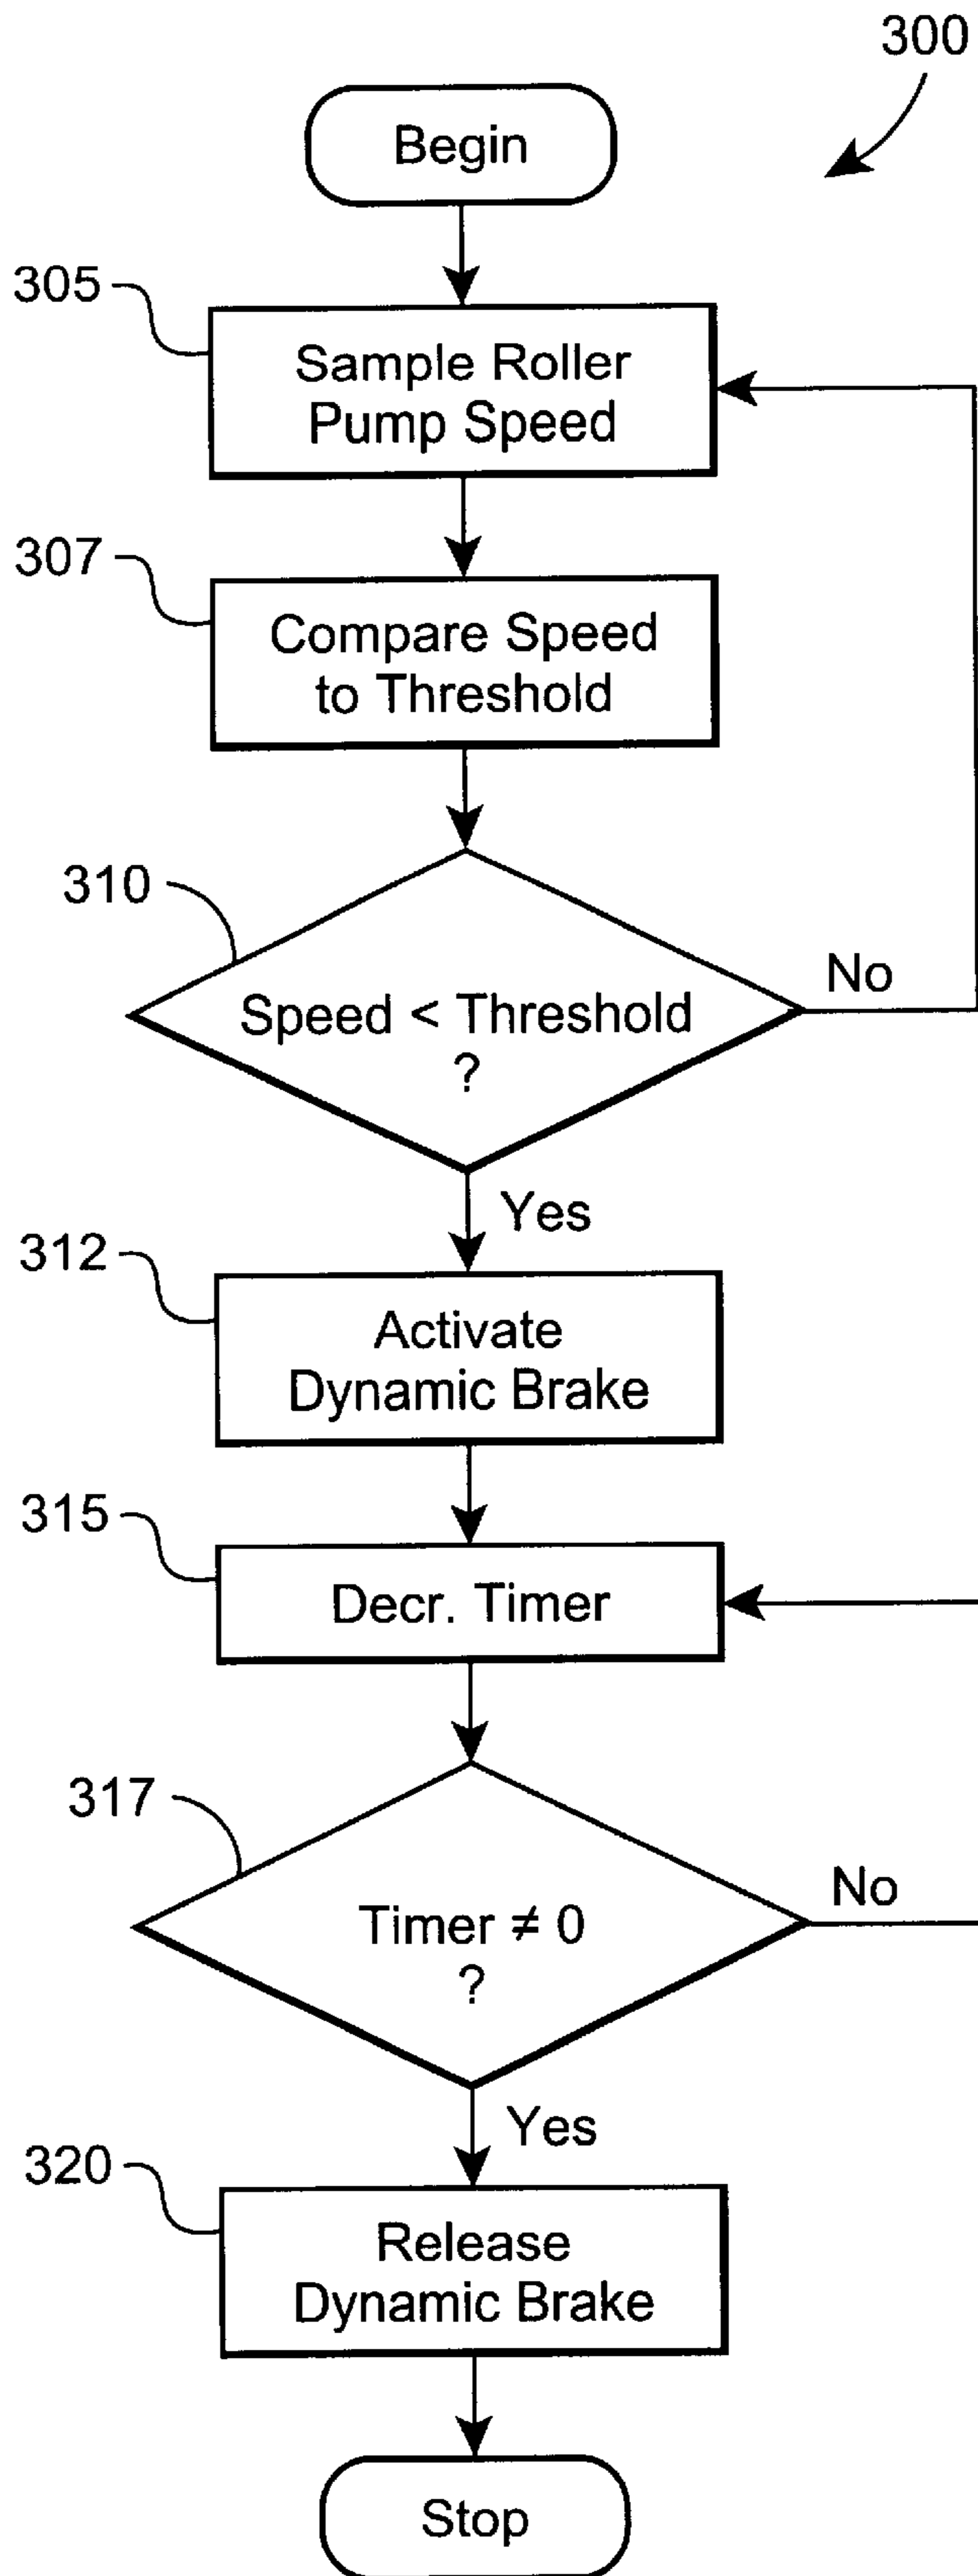 300
Begin
305
Sample Roller
Pump Speed
307
Compare Speed
to Threshold
310
Speed < Threshold
?
No
Yes
312
Activate
Dynamic Brake
315
Decr. Timer
317
Timer ≠ 0
?
No
Yes
320
Release
Dynamic Brake
Stop